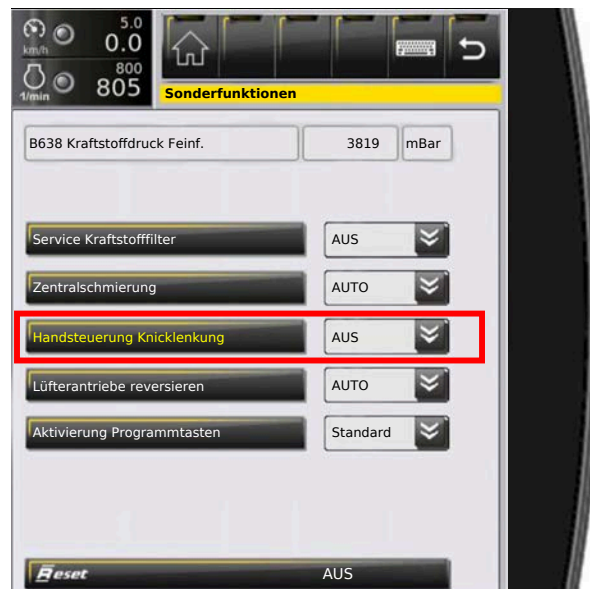 5.0
km/h 0.0
800
1/min 805
Sonderfunktionen
B638 Kraftstoffdruck Feinf. 3819 mBar
Service Kraftstofffilter AUS
Zentralschmierung AUTO
Handsteuerung Knicklenkung AUS
Lüfterantriebe reversieren AUTO
Aktivierung Programmtasten Standard
Reset AUS